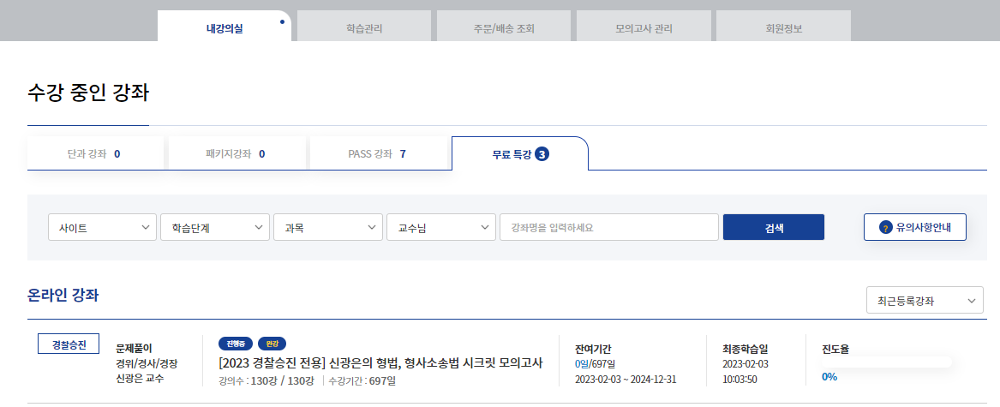 내강의실
학습관리
주문/배송 조회
모의고사 관리
회원정보
수강 중인 강좌
단과 강좌 0
패키지강좌 0
PASS 강좌 7
무료 특강 3
사이트
학습단계
과목
교수님
강좌명을 입력하세요
검색
? 유의사항안내
온라인 강좌
최근등록강좌
경찰승진
문제풀이
경위/경사/경장
신광은 교수
진행중 완강
[2023 경찰승진 전용] 신광은의 형법, 형사소송법 시크릿 모의고사
강의수 : 130강 / 130강 수강기간 : 697일
잔여기간
0일/697일
2023-02-03 ~ 2024-12-31
최종학습일
2023-02-03
10:03:50
진도율
0%